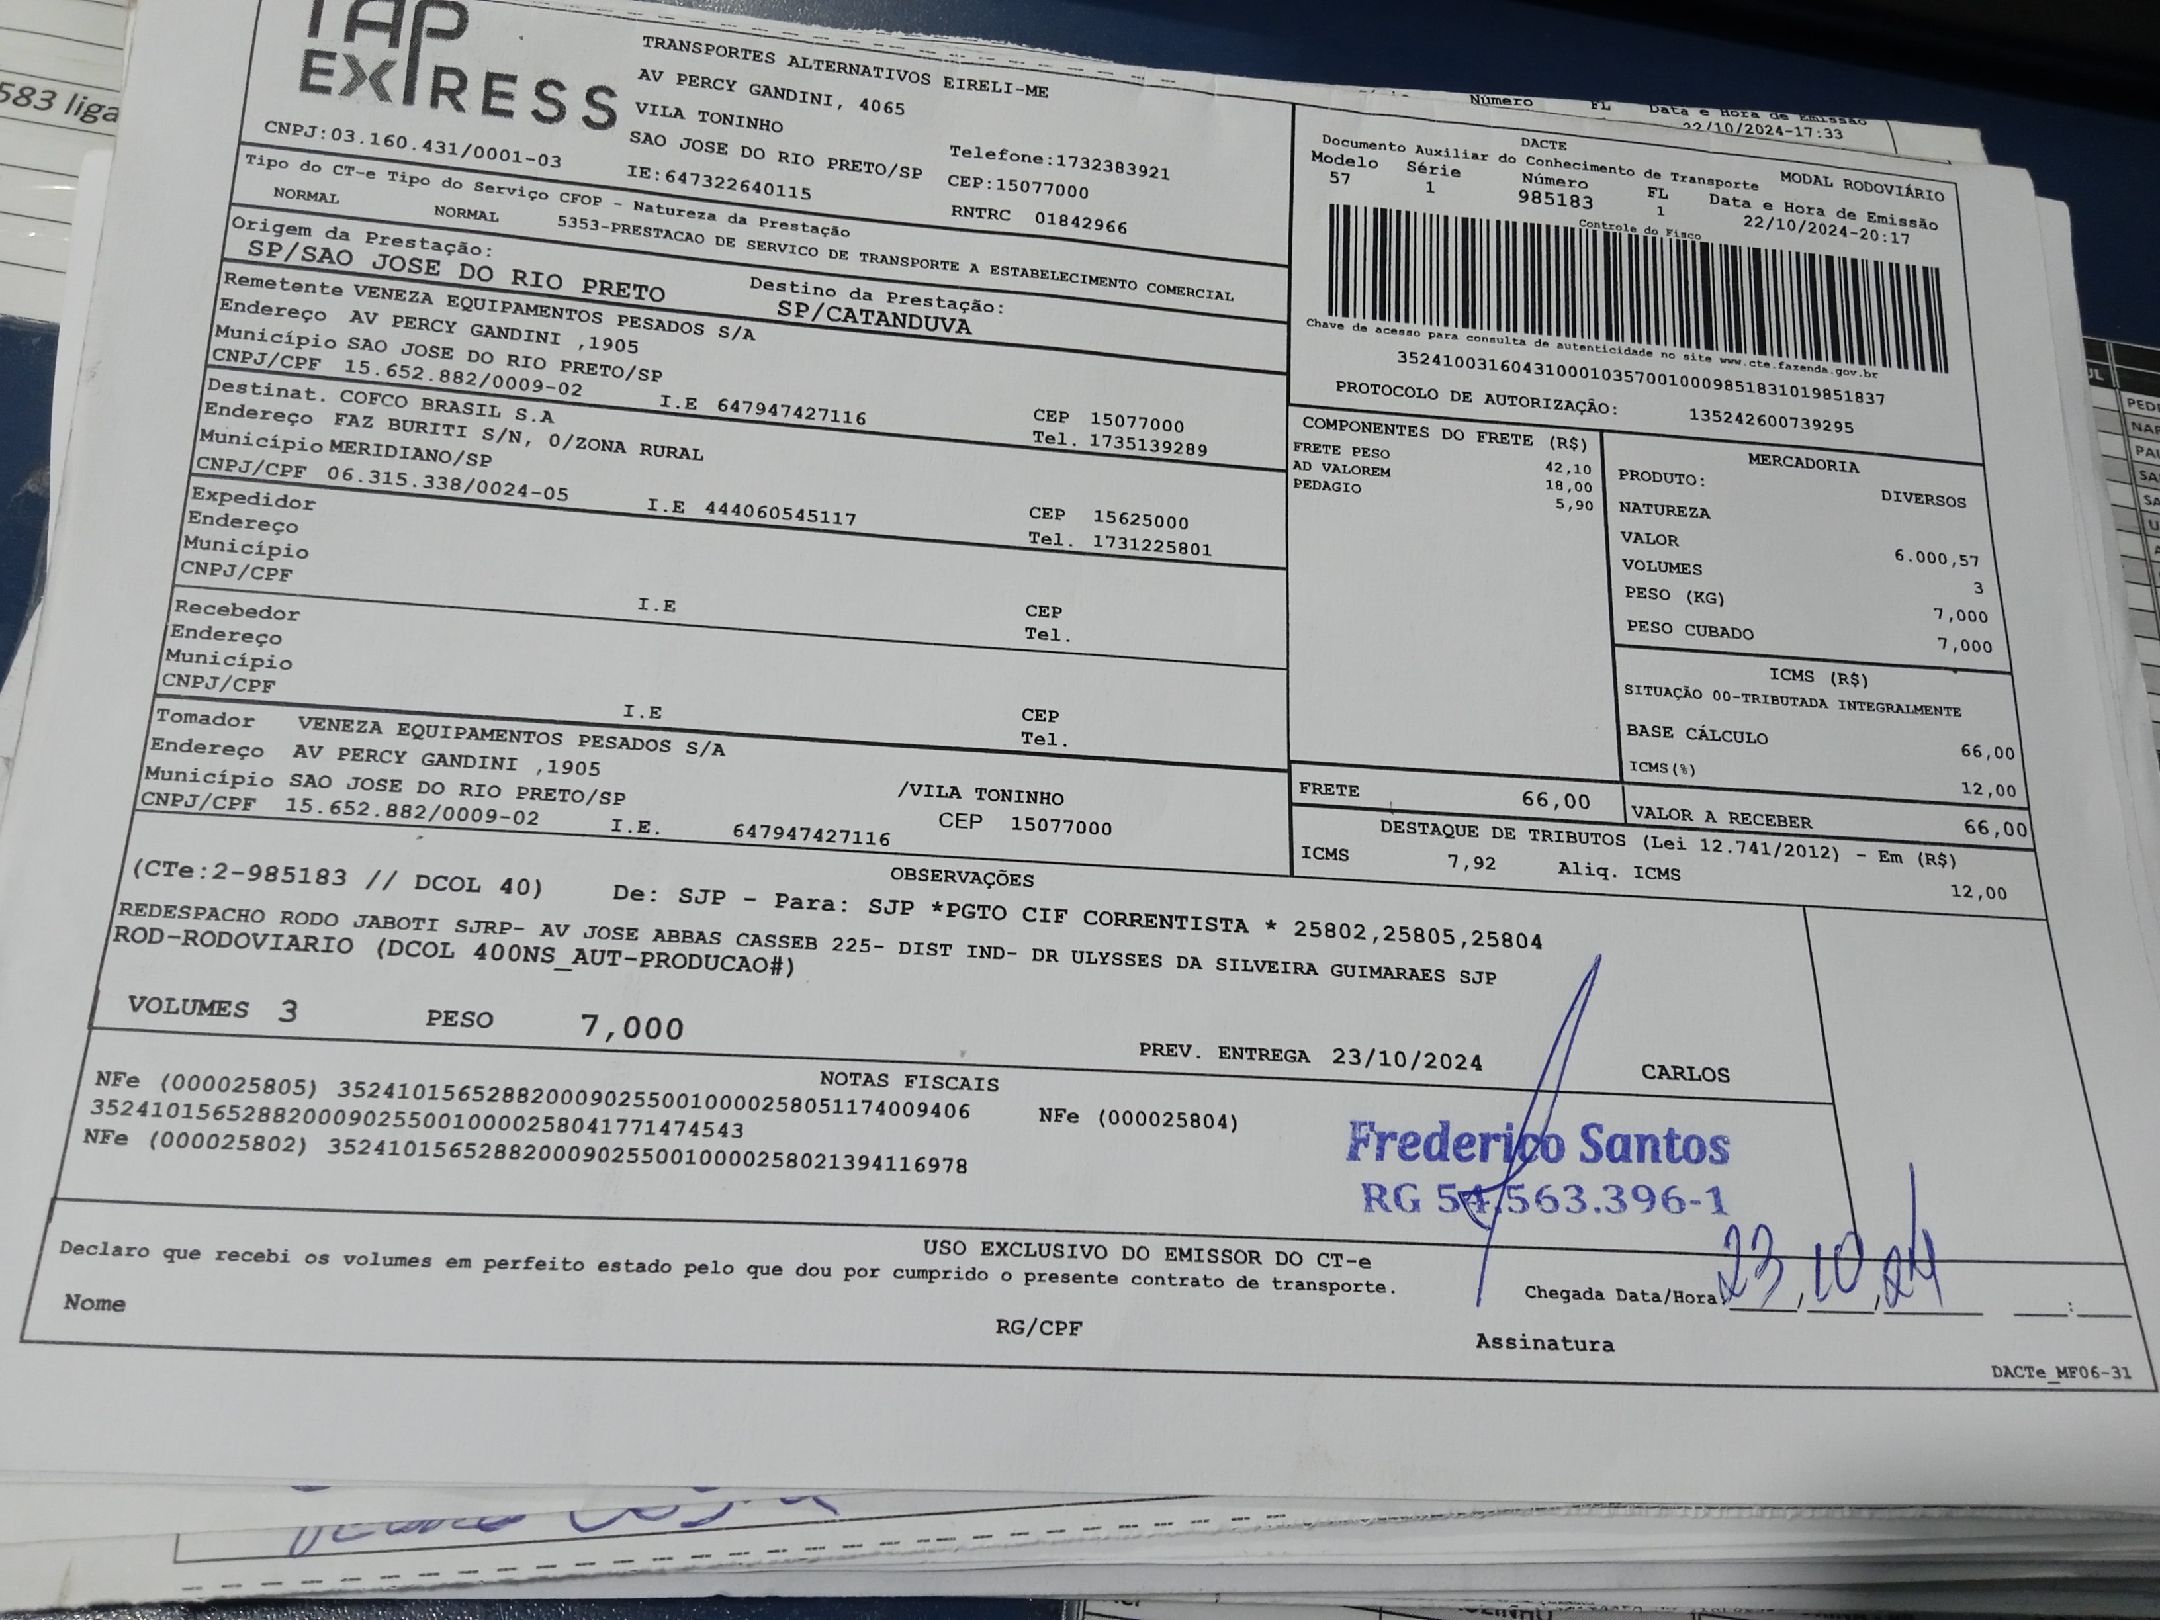 583 liga
TAP
EXPRESS
TRANSPORTES ALTERNATIVOS EIRELI-ME
AV PERCY GANDINI, 4065
VILA TONINHO
SAO JOSE DO RIO PRETO/SP
Telefone:1732383921
CNPJ:03.160.431/0001-03
IE:647322640115
CEP:15077000
RNTRC 01842966
Tipo do CT-e Tipo do Serviço CFOP - Natureza da Prestação
NORMAL NORMAL 5353-PRESTACAO DE SERVICO DE TRANSPORTE A ESTABELECIMENTO COMERCIAL
Origem da Prestação:
SP/SAO JOSE DO RIO PRETO
Destino da Prestação:
SP/CATANDUVA
Remetente VENEZA EQUIPAMENTOS PESADOS S/A
Endereço AV PERCY GANDINI ,1905
Município SAO JOSE DO RIO PRETO/SP
CNPJ/CPF 15.652.882/0009-02 I.E 647947427116
CEP 15077000
Tel. 1735139289
Destinat. COFCO BRASIL S.A
Endereço FAZ BURITI S/N, 0/ZONA RURAL
Município MERIDIANO/SP
CNPJ/CPF 06.315.338/0024-05 I.E 444060545117
CEP 15625000
Tel. 1731225801
Expedidor
Endereço
Município
CNPJ/CPF I.E
CEP
Tel.
Recebedor
Endereço
Município
CNPJ/CPF I.E
CEP
Tel.
Tomador VENEZA EQUIPAMENTOS PESADOS S/A
Endereço AV PERCY GANDINI ,1905 /VILA TONINHO
Município SAO JOSE DO RIO PRETO/SP CEP 15077000
CNPJ/CPF 15.652.882/0009-02 I.E. 647947427116
Número FL Data e Hora de Emissão
22/10/2024-17:33
DACTE
Documento Auxiliar do Conhecimento de Transporte MODAL RODOVIÁRIO
Modelo Série Número FL Data e Hora de Emissão
57 1 985183 1 22/10/2024-20:17
Controle do Fisco
Chave de acesso para consulta de autenticidade no site www.cte.fazenda.gov.br
35241003160431000103570010009851831019851837
PROTOCOLO DE AUTORIZAÇÃO: 135242600739295
COMPONENTES DO FRETE (R$)
FRETE PESO 42,10
AD VALOREM 18,00
PEDAGIO 5,90
MERCADORIA
PRODUTO: DIVERSOS
NATUREZA
VALOR 6.000,57
VOLUMES 3
PESO (KG) 7,000
PESO CUBADO 7,000
ICMS (R$)
SITUAÇÃO 00-TRIBUTADA INTEGRALMENTE
BASE CÁLCULO 66,00
ICMS(%) 12,00
FRETE 66,00
VALOR A RECEBER 66,00
DESTAQUE DE TRIBUTOS (Lei 12.741/2012) - Em (R$)
ICMS 7,92 Aliq. ICMS 12,00
OBSERVAÇÕES
(CTe:2-985183 // DCOL 40) De: SJP - Para: SJP *PGTO CIF CORRENTISTA * 25802,25805,25804
REDESPACHO RODO JABOTI SJRP- AV JOSE ABBAS CASSEB 225- DIST IND- DR ULYSSES DA SILVEIRA GUIMARAES SJP
ROD-RODOVIARIO (DCOL 400NS_AUT-PRODUCAO#)
VOLUMES 3 PESO 7,000
PREV. ENTREGA 23/10/2024 CARLOS
NOTAS FISCAIS
NFe (000025805) 35241015652882000902550010000258051174009406 NFe (000025804)
35241015652882000902550010000258041771474543
NFe (000025802) 35241015652882000902550010000258021394116978
Frederico Santos
RG 54.563.396-1
USO EXCLUSIVO DO EMISSOR DO CT-e
Declaro que recebi os volumes em perfeito estado pelo que dou por cumprido o presente contrato de transporte.
Chegada Data/Hora: 23/10/24 :
Nome RG/CPF Assinatura
DACTe_MF06-31